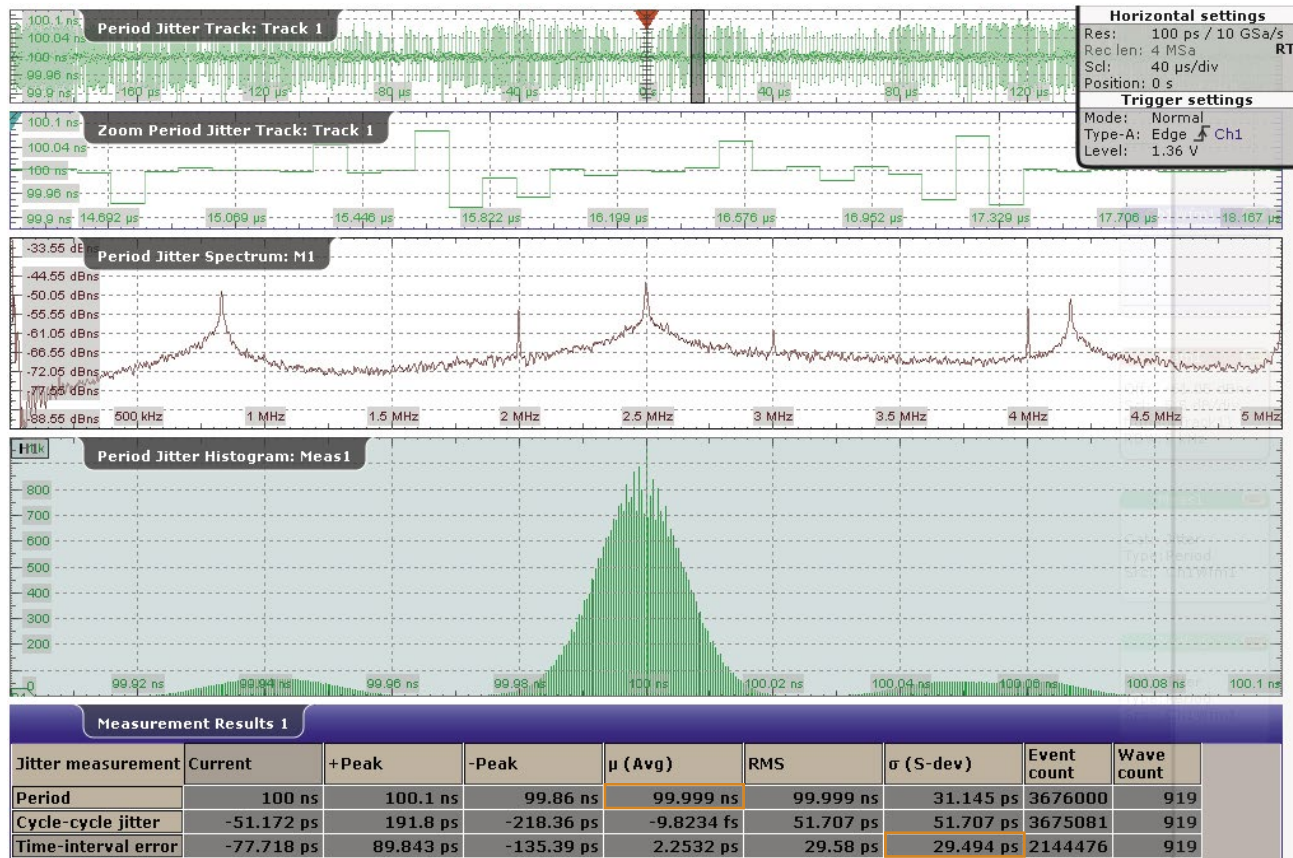 100.1 ns
Period Jitter Track: Track 1
100.04 ns
100 ns
99.96 ns
99.9 ns -160 µs -120 µs -80 µs -40 µs 0 s 40 µs 80 µs 120 µs
Horizontal settings
Res: 100 ps / 10 GSa/s
Rec len: 4 MSa RT
Scl: 40 µs/div
Position: 0 s
Trigger settings
Mode: Normal
Type-A: Edge Ch1
Level: 1.36 V
100.1 ns
Zoom Period Jitter Track: Track 1
100.04 ns
100 ns
99.96 ns
99.9 ns 14.692 µs 15.069 µs 15.446 µs 15.822 µs 16.199 µs 16.576 µs 16.952 µs 17.329 µs 17.706 µs 18.167 µs
-33.55 dBns
Period Jitter Spectrum: M1
-44.55 dBns
-50.05 dBns
-55.55 dBns
-61.05 dBns
-66.55 dBns
-72.05 dBns
-77.55 dBns
-88.55 dBns 500 kHz 1 MHz 1.5 MHz 2 MHz 2.5 MHz 3 MHz 3.5 MHz 4 MHz 4.5 MHz 5 MHz
Period Jitter Histogram: Meas1
800
700
600
500
400
300
200
0 99.92 ns 99.94 ns 99.96 ns 99.98 ns 100 ns 100.02 ns 100.04 ns 100.06 ns 100.08 ns 100.1 ns
Measurement Results 1
Jitter measurement Current +Peak -Peak µ (Avg) RMS σ (S-dev) Event count Wave count
Period 100 ns 100.1 ns 99.86 ns 99.999 ns 99.999 ns 31.145 ps 3676000 919
Cycle-cycle jitter -51.172 ps 191.8 ps -218.36 ps -9.8234 fs 51.707 ps 51.707 ps 3675081 919
Time-interval error -77.718 ps 89.843 ps -135.39 ps 2.2532 ps 29.58 ps 29.494 ps 2144476 919